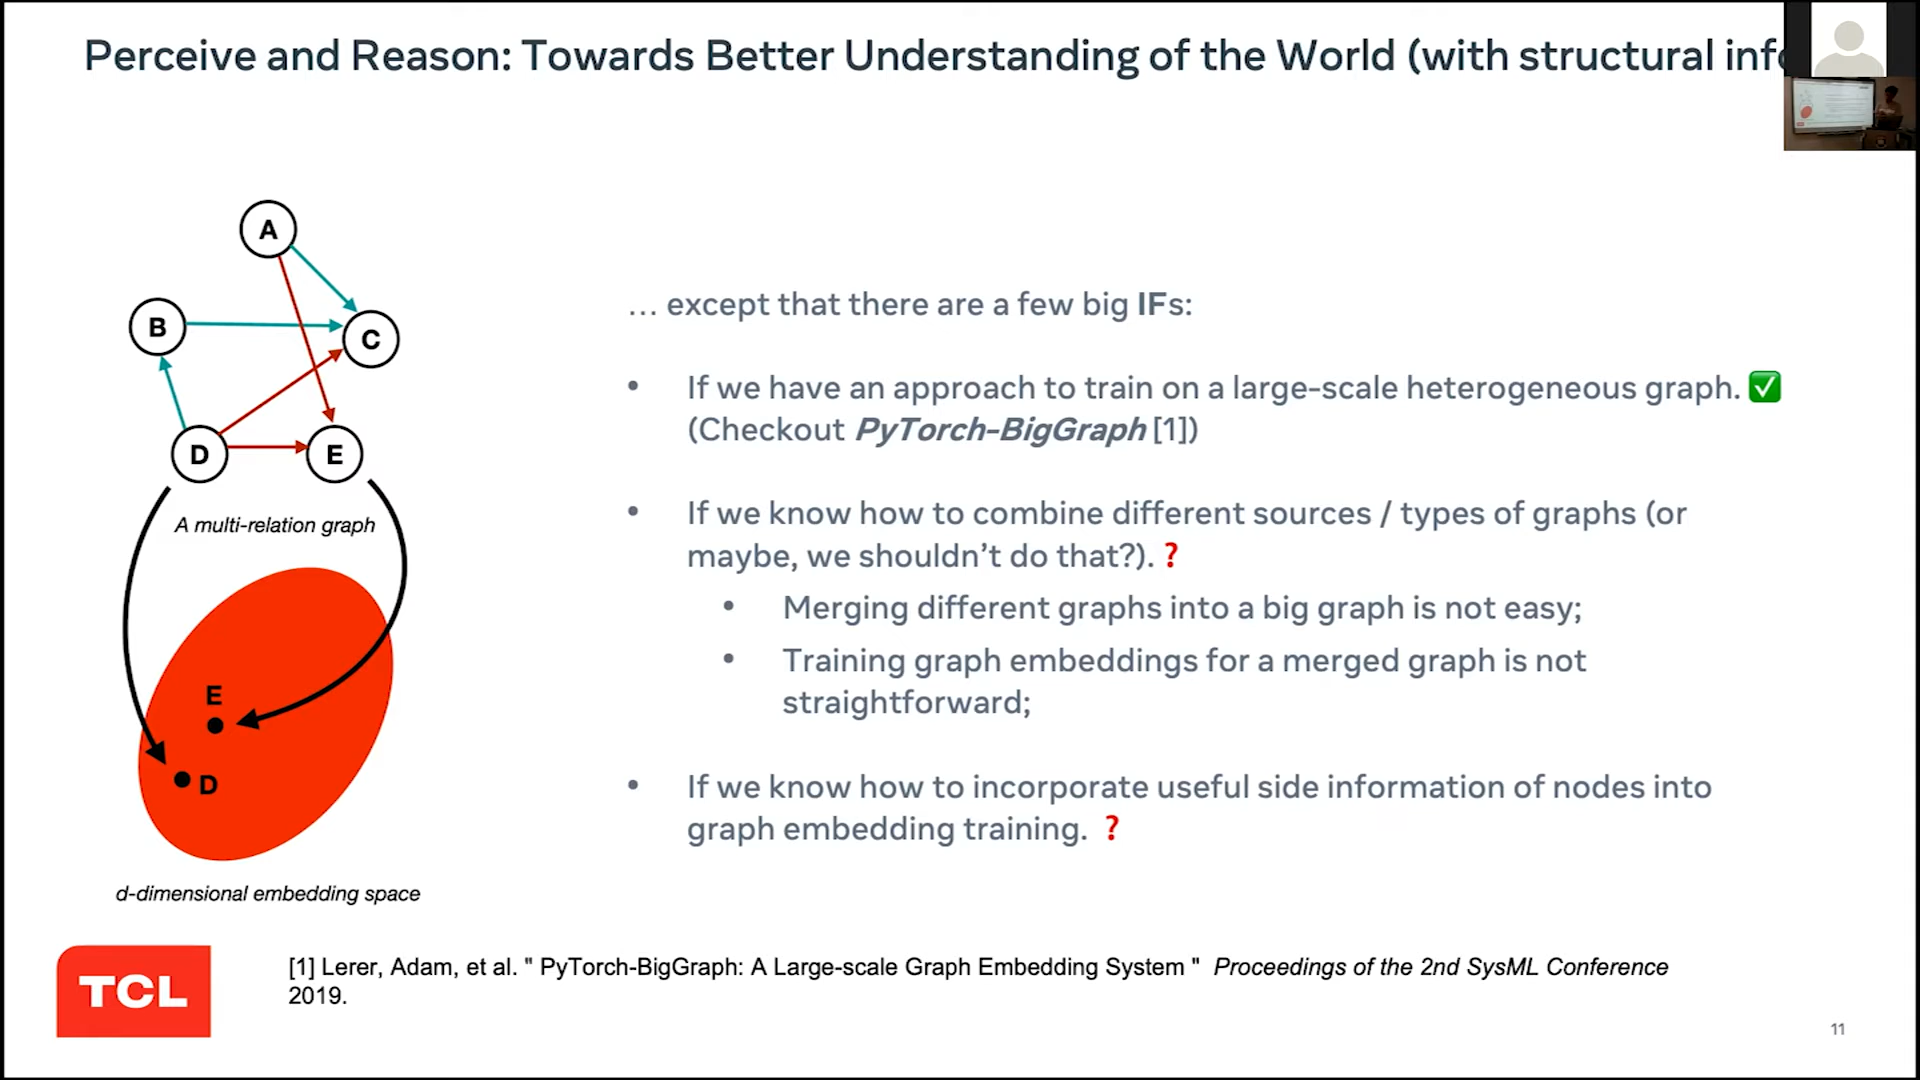 Perceive and Reason: Towards Better Understanding of the World (with structural info
A
B
C
D
E
A multi-relation graph
E
D
d-dimensional embedding space
… except that there are a few big IFs:
• If we have an approach to train on a large-scale heterogeneous graph. ✅
(Checkout PyTorch-BigGraph [1])
• If we know how to combine different sources / types of graphs (or
maybe, we shouldn’t do that?). ?
• Merging different graphs into a big graph is not easy;
• Training graph embeddings for a merged graph is not
straightforward;
• If we know how to incorporate useful side information of nodes into
graph embedding training. ?
TCL
[1] Lerer, Adam, et al. " PyTorch-BigGraph: A Large-scale Graph Embedding System " Proceedings of the 2nd SysML Conference
2019.
11